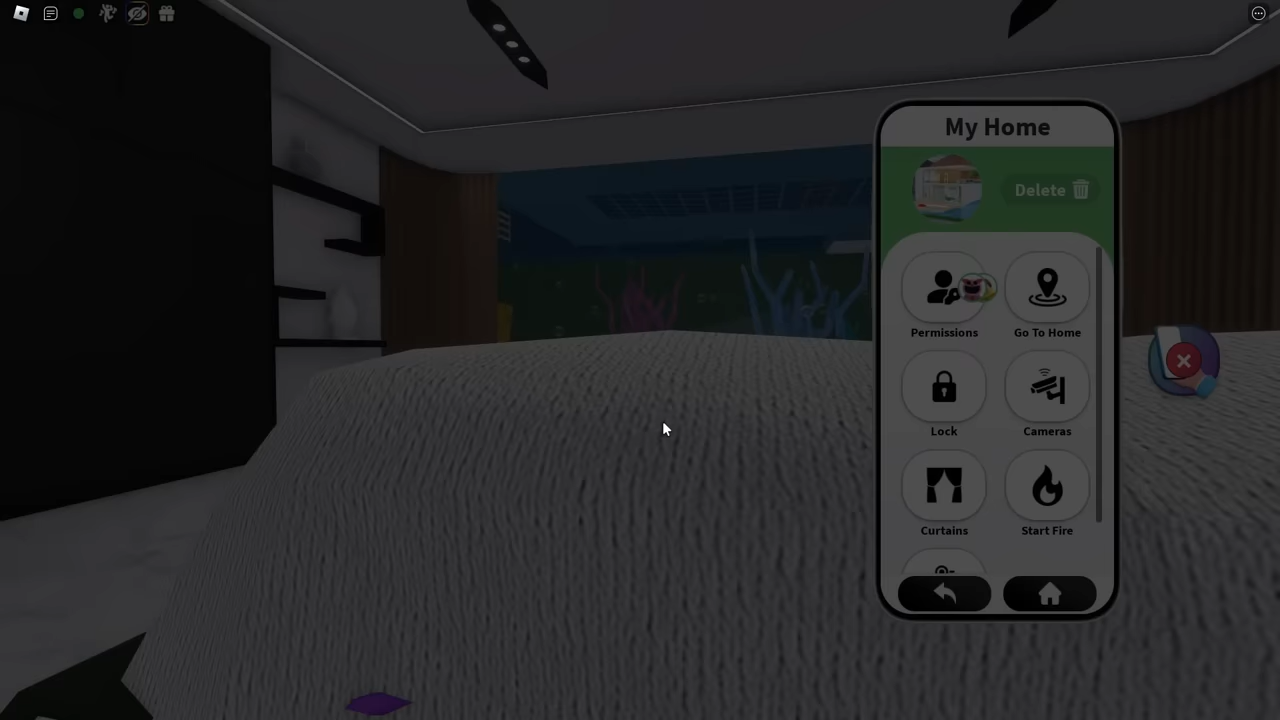 My Home
Delete
Permissions
Go To Home
Lock
Cameras
Curtains
Start Fire